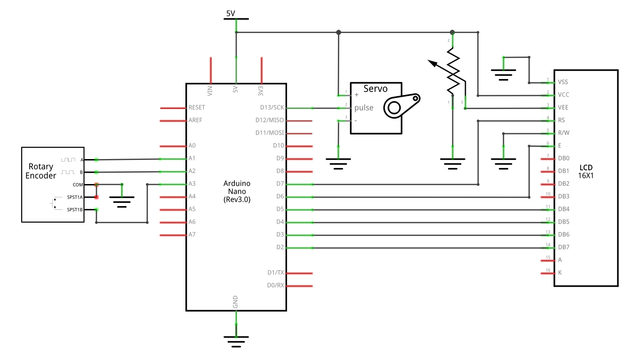 5V
VIN
5V
3V3
RESET
AREF
A0
A1
A2
A3
A4
A5
A6
A7
D13/SCK
D12/MISO
D11/MOSI
D10
D9
D8
D7
D6
D5
D4
D3
D2
D1/TX
D0/RX
GND
Arduino
Nano
(Rev3.0)
Rotary
Encoder
A
B
COM
SPST1A
SPST1B
Servo
+
pulse
-
LCD
16X1
VSS
VCC
VEE
RS
R/W
E
DB0
DB1
DB2
DB3
DB4
DB5
DB6
DB7
A
K